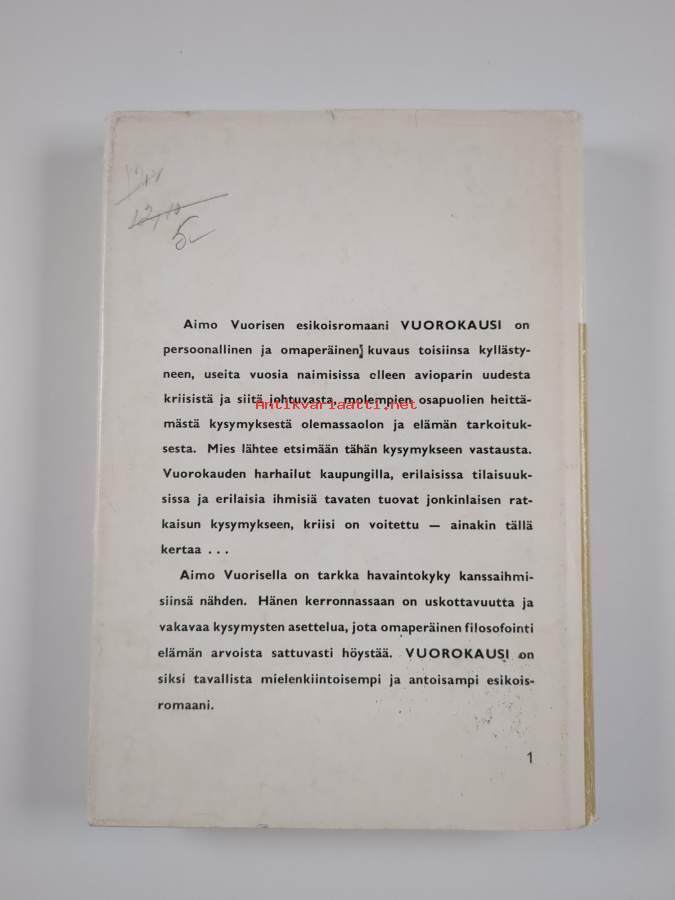 12,10
5-
Aimo Vuorisen esikoisromaani VUOROKAUSI on
persoonallinen ja omaperäinen kuvaus toisiinsa kyllästy-
neen, useita vuosia naimisissa olleen avioparin uudesta
kriisistä ja siitä johtuvasta, molempien osapuolien heittä-
Antikvariaatti.net
mästä kysymyksestä olemassaolon ja elämän tarkoituk-
sesta. Mies lähtee etsimään tähän kysymykseen vastausta.
Vuorokauden harhailut kaupungilla, erilaisissa tilaisuuk-
sissa ja erilaisia ihmisiä tavaten tuovat jonkinlaisen rat-
kaisun kysymykseen, kriisi on voitettu — ainakin tällä
kertaa ...
Aimo Vuorisella on tarkka havaintokyky kanssaihmi-
siinsä nähden. Hänen kerronnassaan on uskottavuutta ja
vakavaa kysymysten asettelua, jota omaperäinen filosofointi
elämän arvoista sattuvasti höystää. VUOROKAUSI on
siksi tavallista mielenkiintoisempi ja antoisampi esikois-
romaani.
1